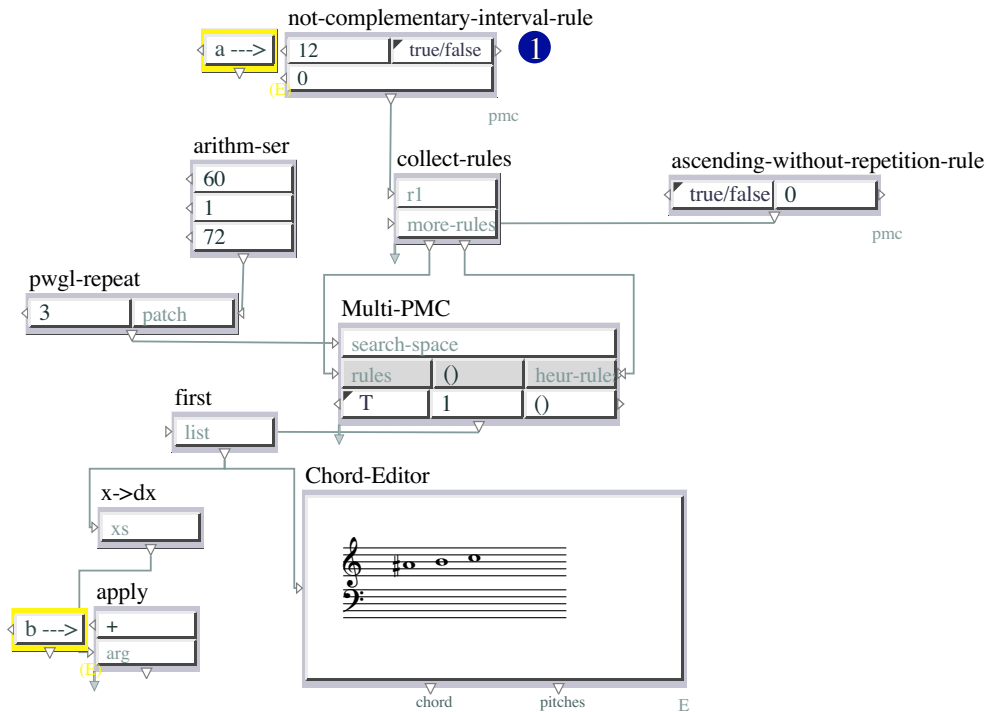 not-complementary-interval-rule
a --->
12
true/false
1
0
(E)
pmc
arithm-ser
60
1
72
collect-rules
r1
more-rules
ascending-without-repetition-rule
true/false
0
pmc
pwgl-repeat
3
patch
Multi-PMC
search-space
rules
()
heur-rules
T
1
()
first
list
Chord-Editor
x->dx
xs
apply
b --->
+
arg
(E)
chord
pitches
E